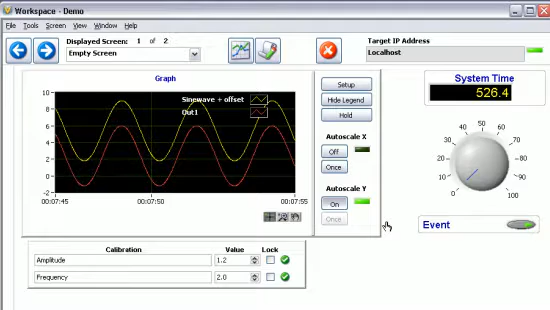 Workspace - Demo
File Tools Screen View Window Help
Displayed Screen: 1 of 2
Empty Screen
Target IP Address
Localhost
Graph
10
8
6
4
2
0
-2
00:07:45
00:07:50
00:07:55
Sinewave + offset
Out1
Setup
Hide Legend
Hold
Autoscale X
Off
Once
Autoscale Y
On
Once
System Time
526.4
0
10
20
30
40
50
60
70
80
90
100
Event
Calibration Value Lock
Amplitude 1.2
Frequency 2.0